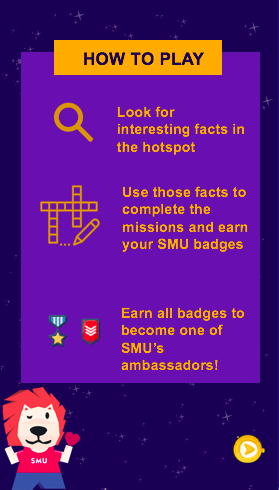 HOW TO PLAY
Look for
interesting facts in
the hotspot
Use those facts to
complete the
missions and earn
your SMU badges
Earn all badges to
become one of
SMU's
ambassadors!
SMU